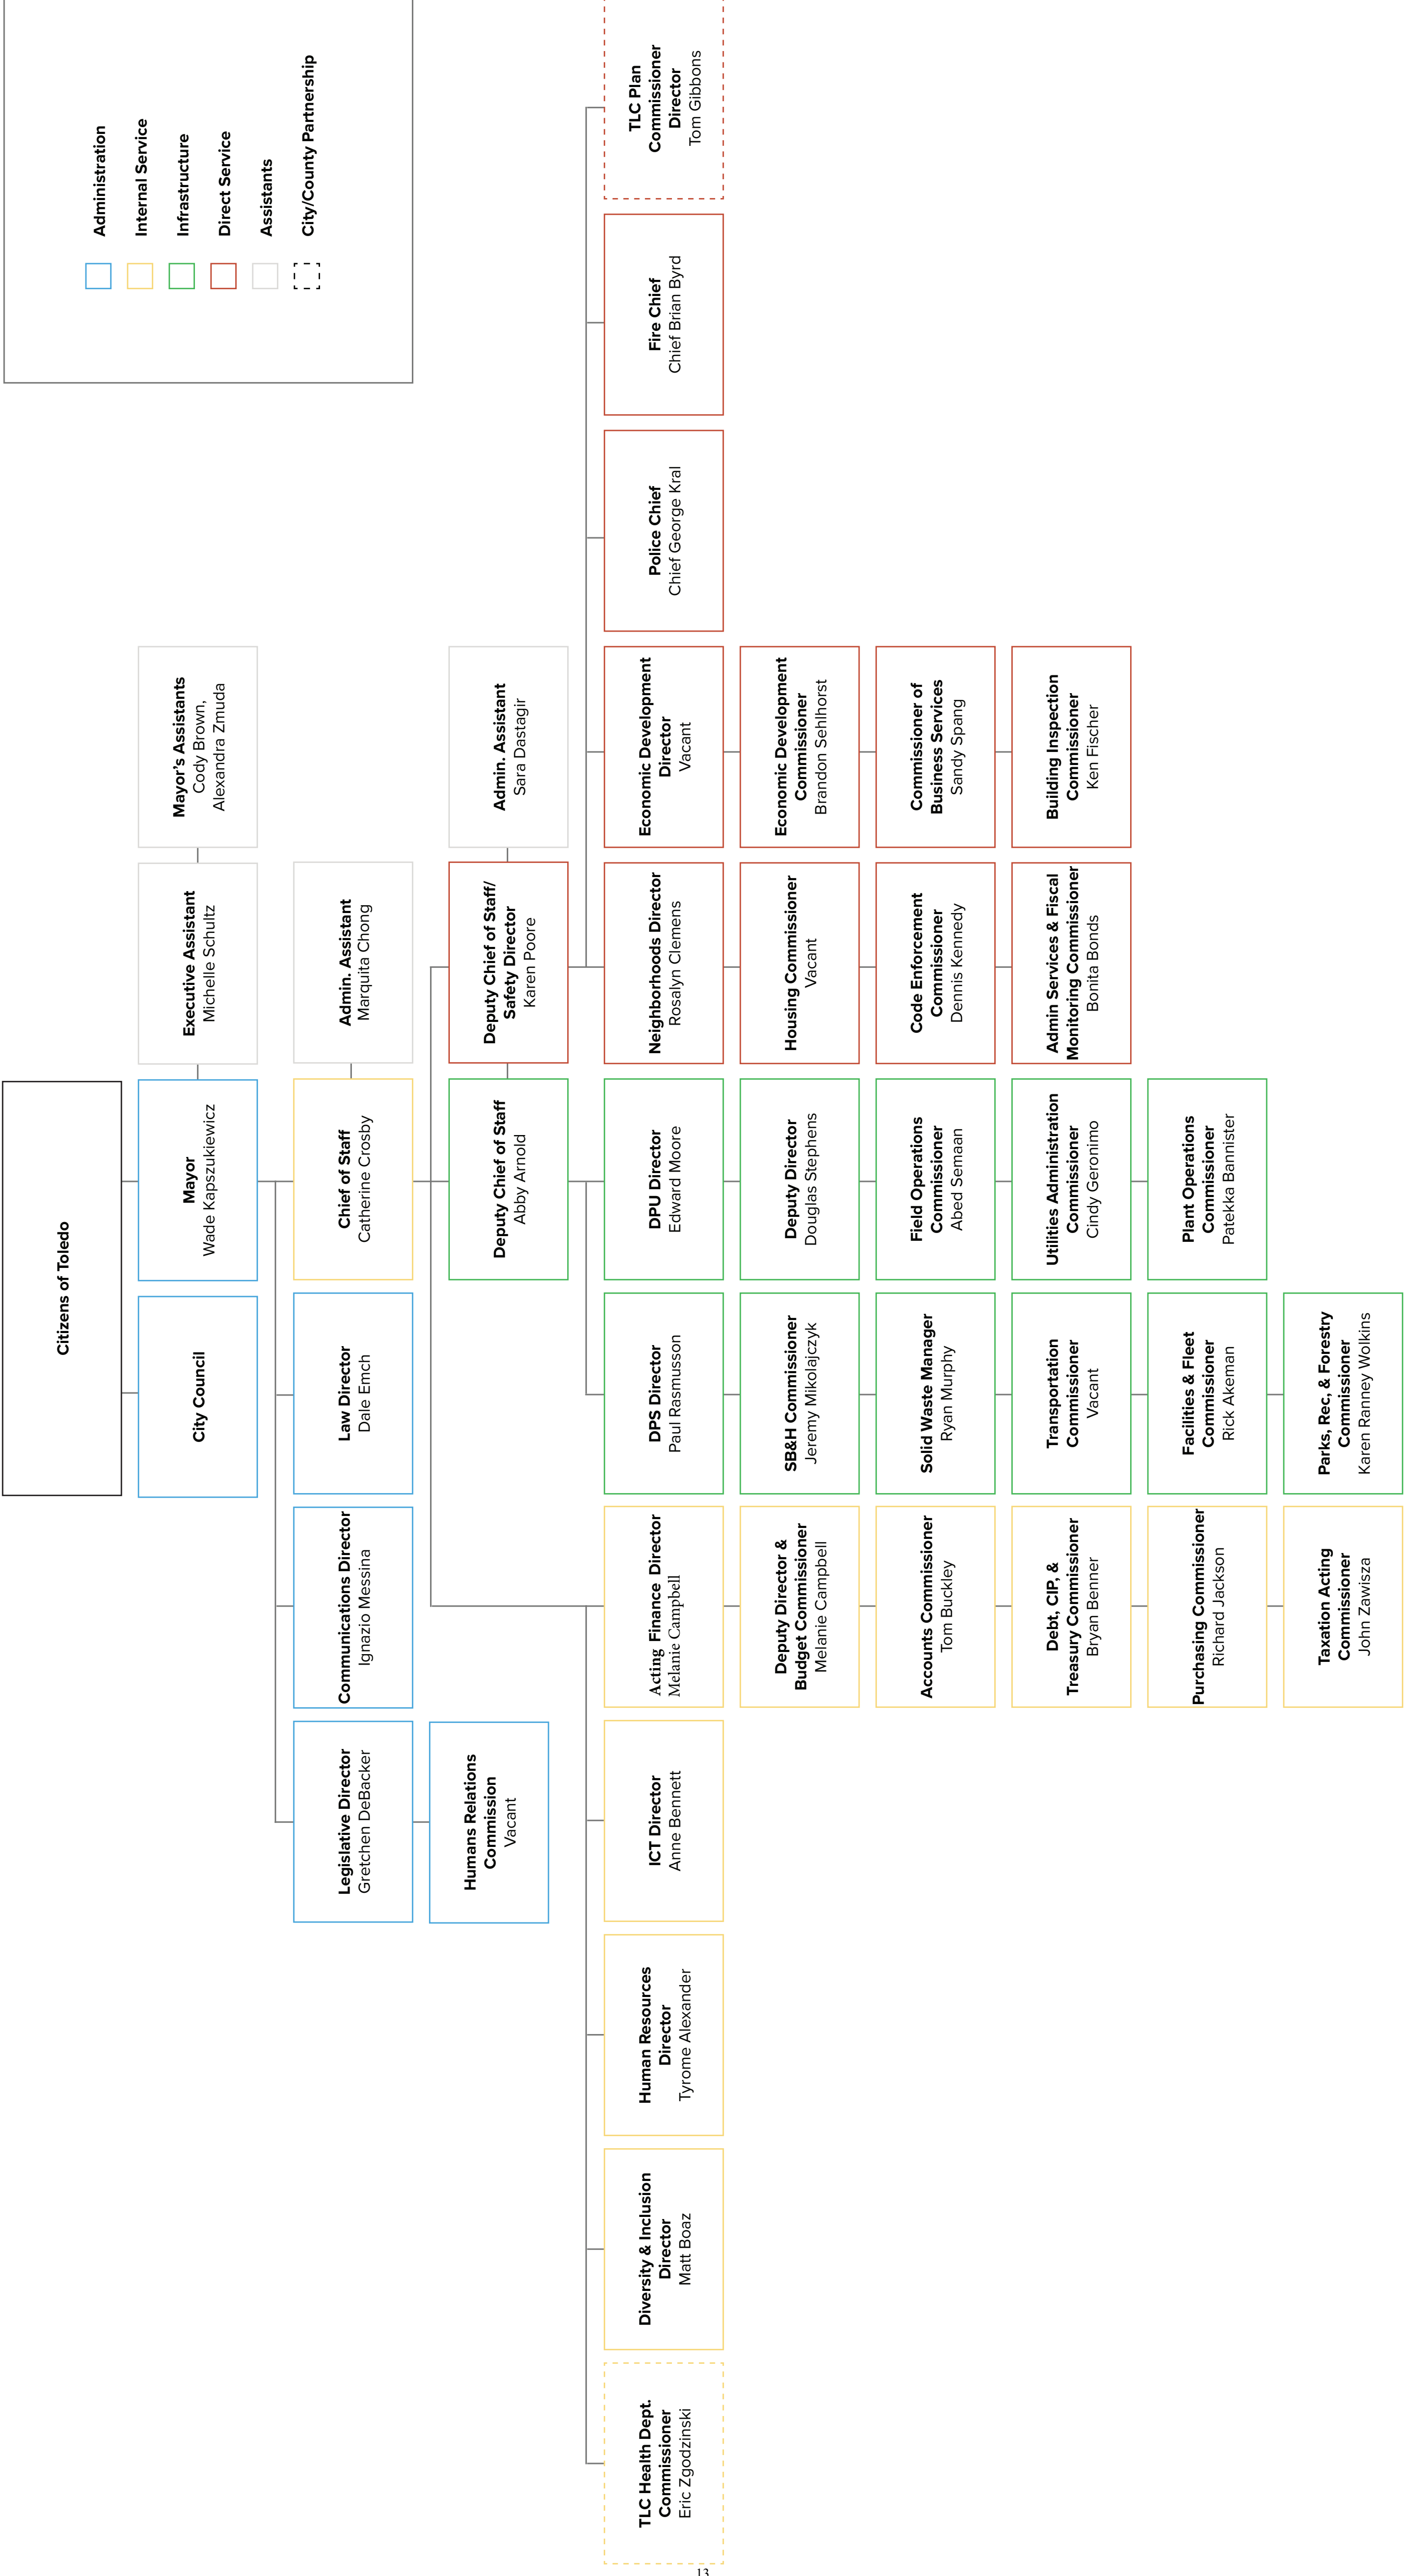 Citizens of Toledo
City Council
Mayor
Wade Kapszukiewicz
Executive Assistant
Michelle Schultz
Mayor's Assistants
Cody Brown,
Alexandra Zmuda
Administration
Internal Service
Infrastructure
Direct Service
Assistants
City/County Partnership
Legislative Director
Gretchen DeBacker
Communications Director
Ignazio Messina
Law Director
Dale Emch
Chief of Staff
Catherine Crosby
Admin. Assistant
Marquita Chong
Humans Relations
Commission
Vacant
Deputy Chief of Staff
Abby Arnold
Deputy Chief of Staff/
Safety Director
Karen Poore
Admin. Assistant
Sara Dastagir
TLC Health Dept.
Commissioner
Eric Zgodzinski
Diversity & Inclusion
Director
Matt Boaz
Human Resources
Director
Tyrome Alexander
ICT Director
Anne Bennett
Acting Finance Director
Melanie Campbell
DPS Director
Paul Rasmusson
DPU Director
Edward Moore
Neighborhoods Director
Rosalyn Clemens
Economic Development
Director
Vacant
Police Chief
Chief George Kral
Fire Chief
Chief Brian Byrd
TLC Plan
Commissioner
Director
Tom Gibbons
Deputy Director &
Budget Commissioner
Melanie Campbell
SB&H Commissioner
Jeremy Mikolajczyk
Deputy Director
Douglas Stephens
Housing Commissioner
Vacant
Economic Development
Commissioner
Brandon Sehlhorst
Accounts Commissioner
Tom Buckley
Solid Waste Manager
Ryan Murphy
Field Operations
Commissioner
Abed Semaan
Code Enforcement
Commissioner
Dennis Kennedy
Commissioner of
Business Services
Sandy Spang
Debt, CIP, &
Treasury Commissioner
Bryan Benner
Transportation
Commissioner
Vacant
Utilities Administration
Commissioner
Cindy Geronimo
Admin Services & Fiscal
Monitoring Commissioner
Bonita Bonds
Building Inspection
Commissioner
Ken Fischer
Purchasing Commissioner
Richard Jackson
Facilities & Fleet
Commissioner
Rick Akeman
Plant Operations
Commissioner
Patekka Bannister
Taxation Acting
Commissioner
John Zawisza
Parks, Rec, & Forestry
Commissioner
Karen Ranney Wolkins
13